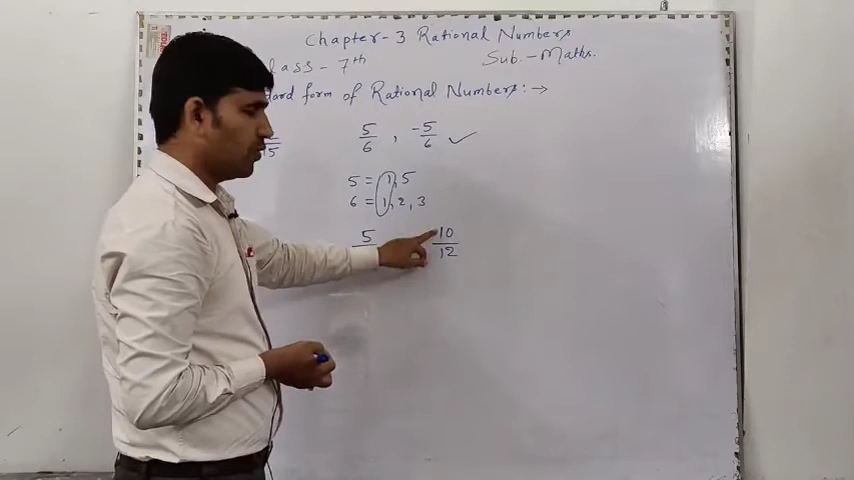 Chapter-3 Rational Numbers
Class - 7th Sub. - Maths.
form of Rational Numbers :- →
15 5/6 , -5/6 ✓
5 = 1, 5
6 = 1, 2, 3
5 10/12